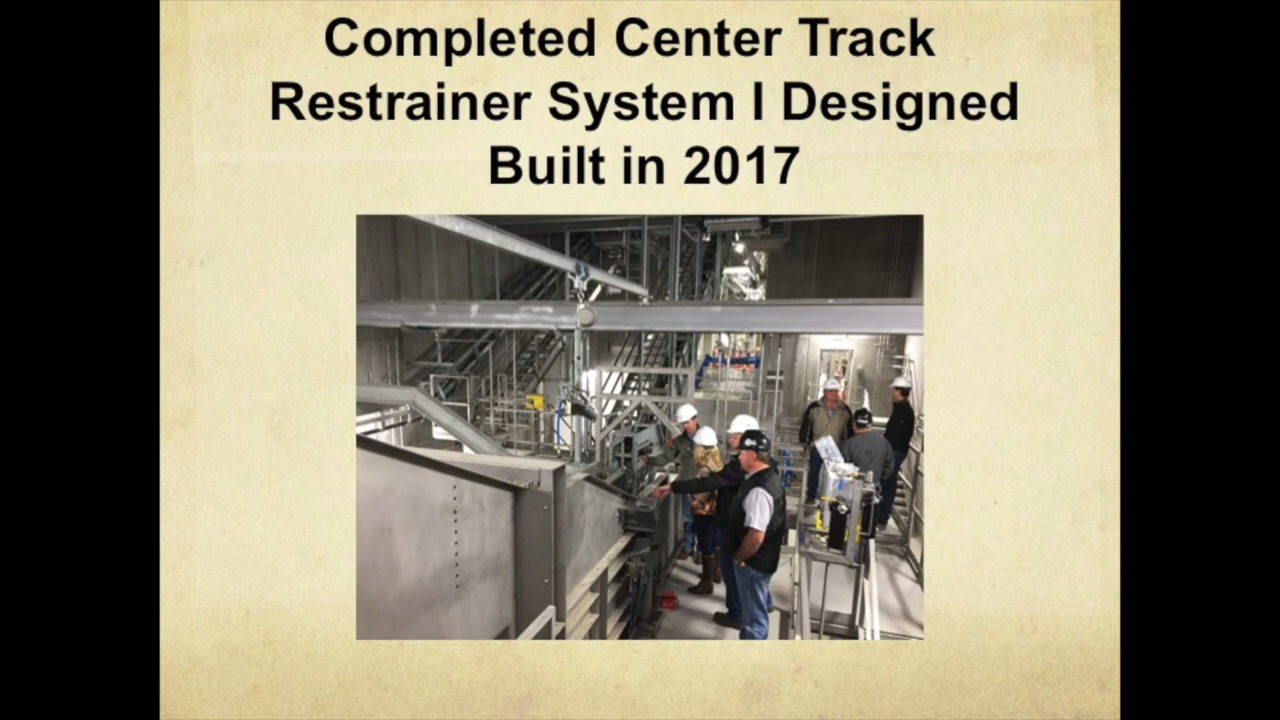 Completed Center Track
Restrainer System I Designed
Built in 2017